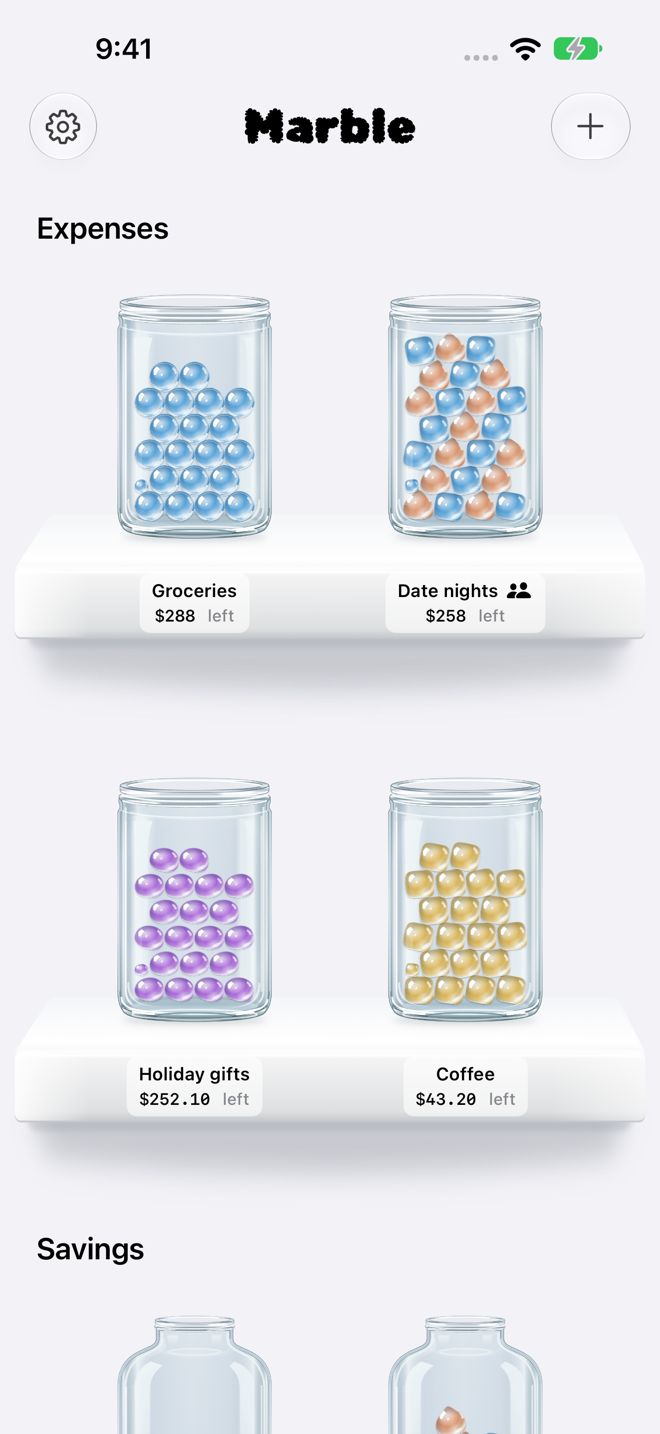 9:41
Marble
Expenses
Groceries
$288 left
Date nights
$258 left
Holiday gifts
$252.10 left
Coffee
$43.20 left
Savings